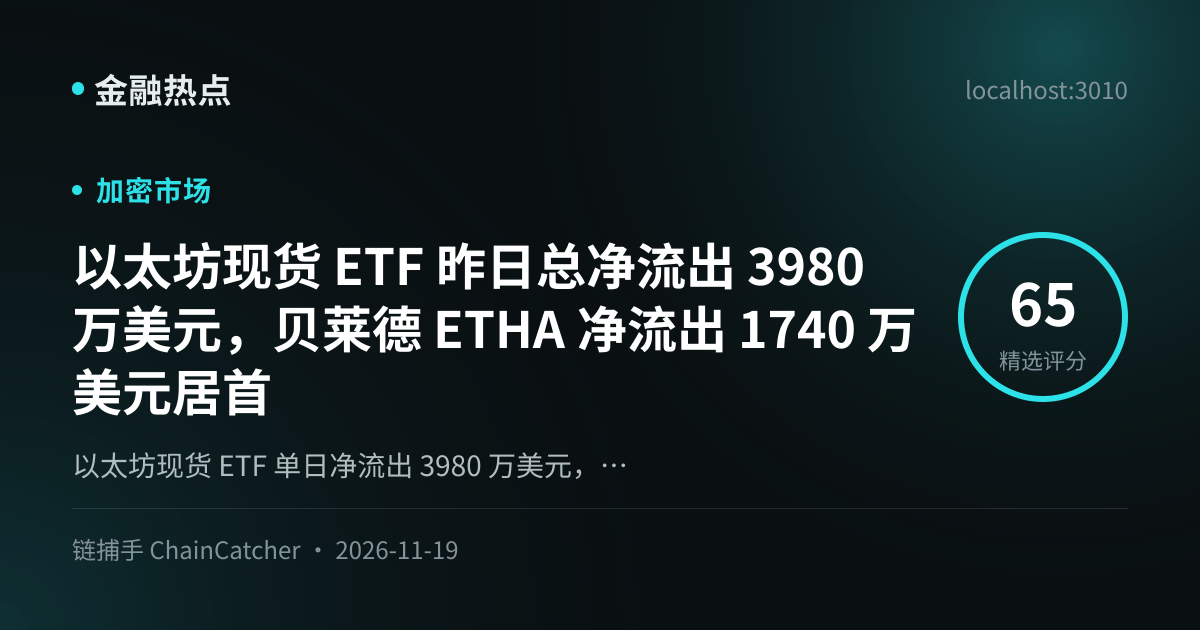 金融热点
localhost:3010
加密市场
以太坊现货 ETF 昨日总净流出 3980
万美元，贝莱德 ETHA 净流出 1740 万
美元居首
65
精选评分
以太坊现货 ETF 单日净流出 3980 万美元，…
链捕手 ChainCatcher • 2026-11-19